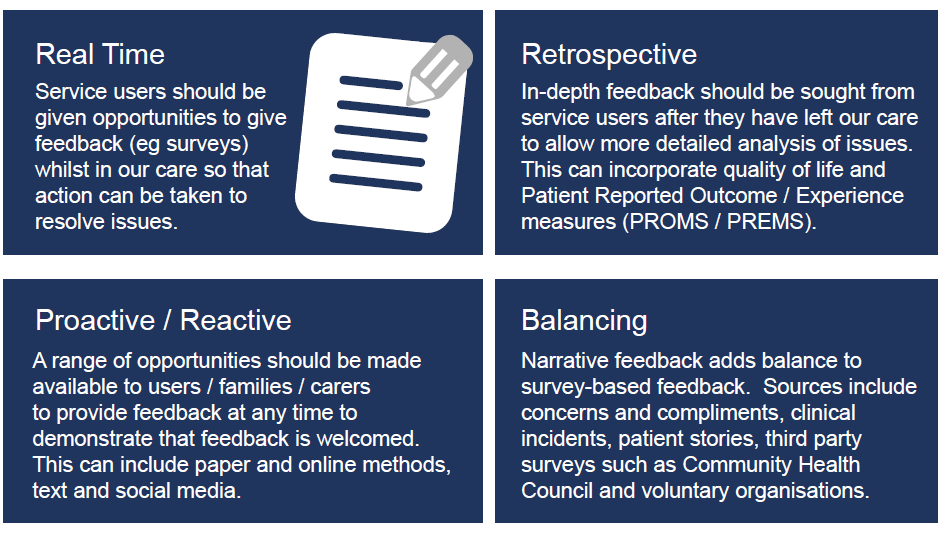 Real Time
Service users should be
given opportunities to give
feedback (eg surveys)
whilst in our care so that
action can be taken to
resolve issues.
Retrospective
In-depth feedback should be sought from
service users after they have left our care
to allow more detailed analysis of issues.
This can incorporate quality of life and
Patient Reported Outcome / Experience
measures (PROMS / PREMS).
Proactive / Reactive
A range of opportunities should be made
available to users / families / carers
to provide feedback at any time to
demonstrate that feedback is welcomed.
This can include paper and online methods,
text and social media.
Balancing
Narrative feedback adds balance to
survey-based feedback.  Sources include
concerns and compliments, clinical
incidents, patient stories, third party
surveys such as Community Health
Council and voluntary organisations.